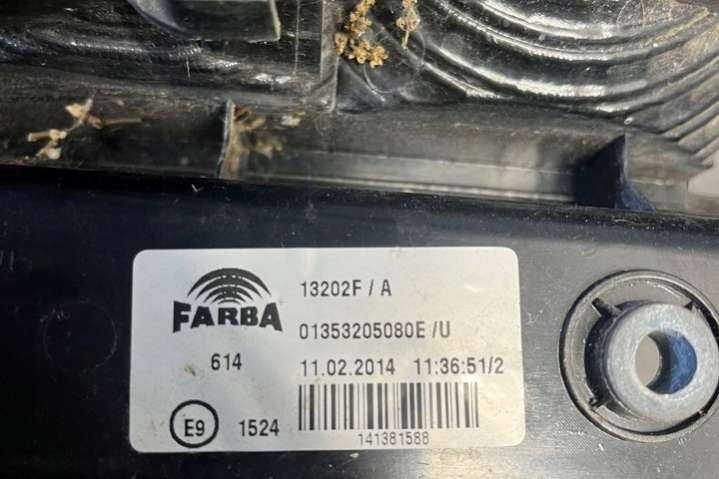 FARBA
13202F / A
01353205080E /U
614
11.02.2014 11:36:51/2
E9
1524
141381588